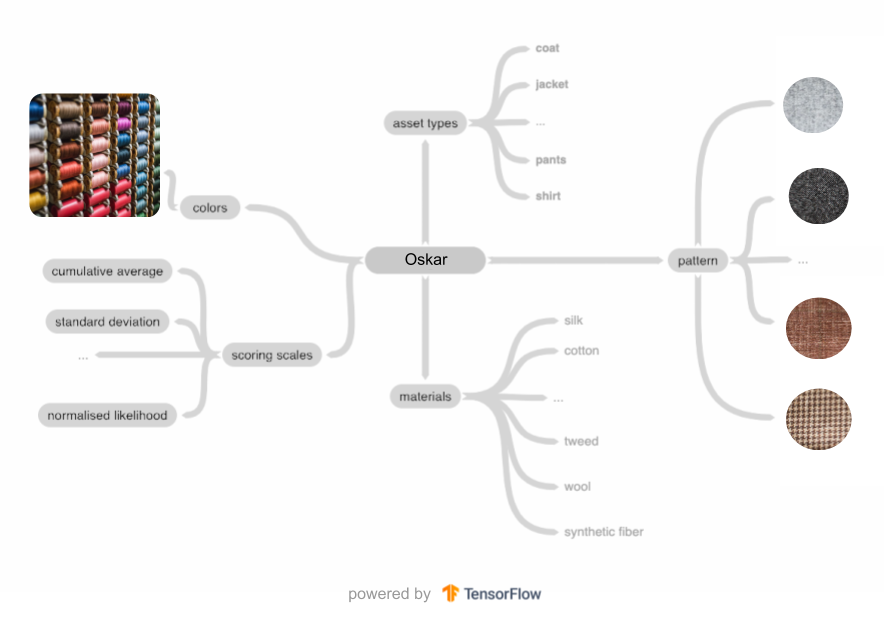 coat
jacket
asset types
...
pants
shirt
colors
Oskar
pattern
...
cumulative average
standard deviation
...
scoring scales
normalised likelihood
silk
cotton
materials
...
tweed
wool
synthetic fiber
powered by TensorFlow